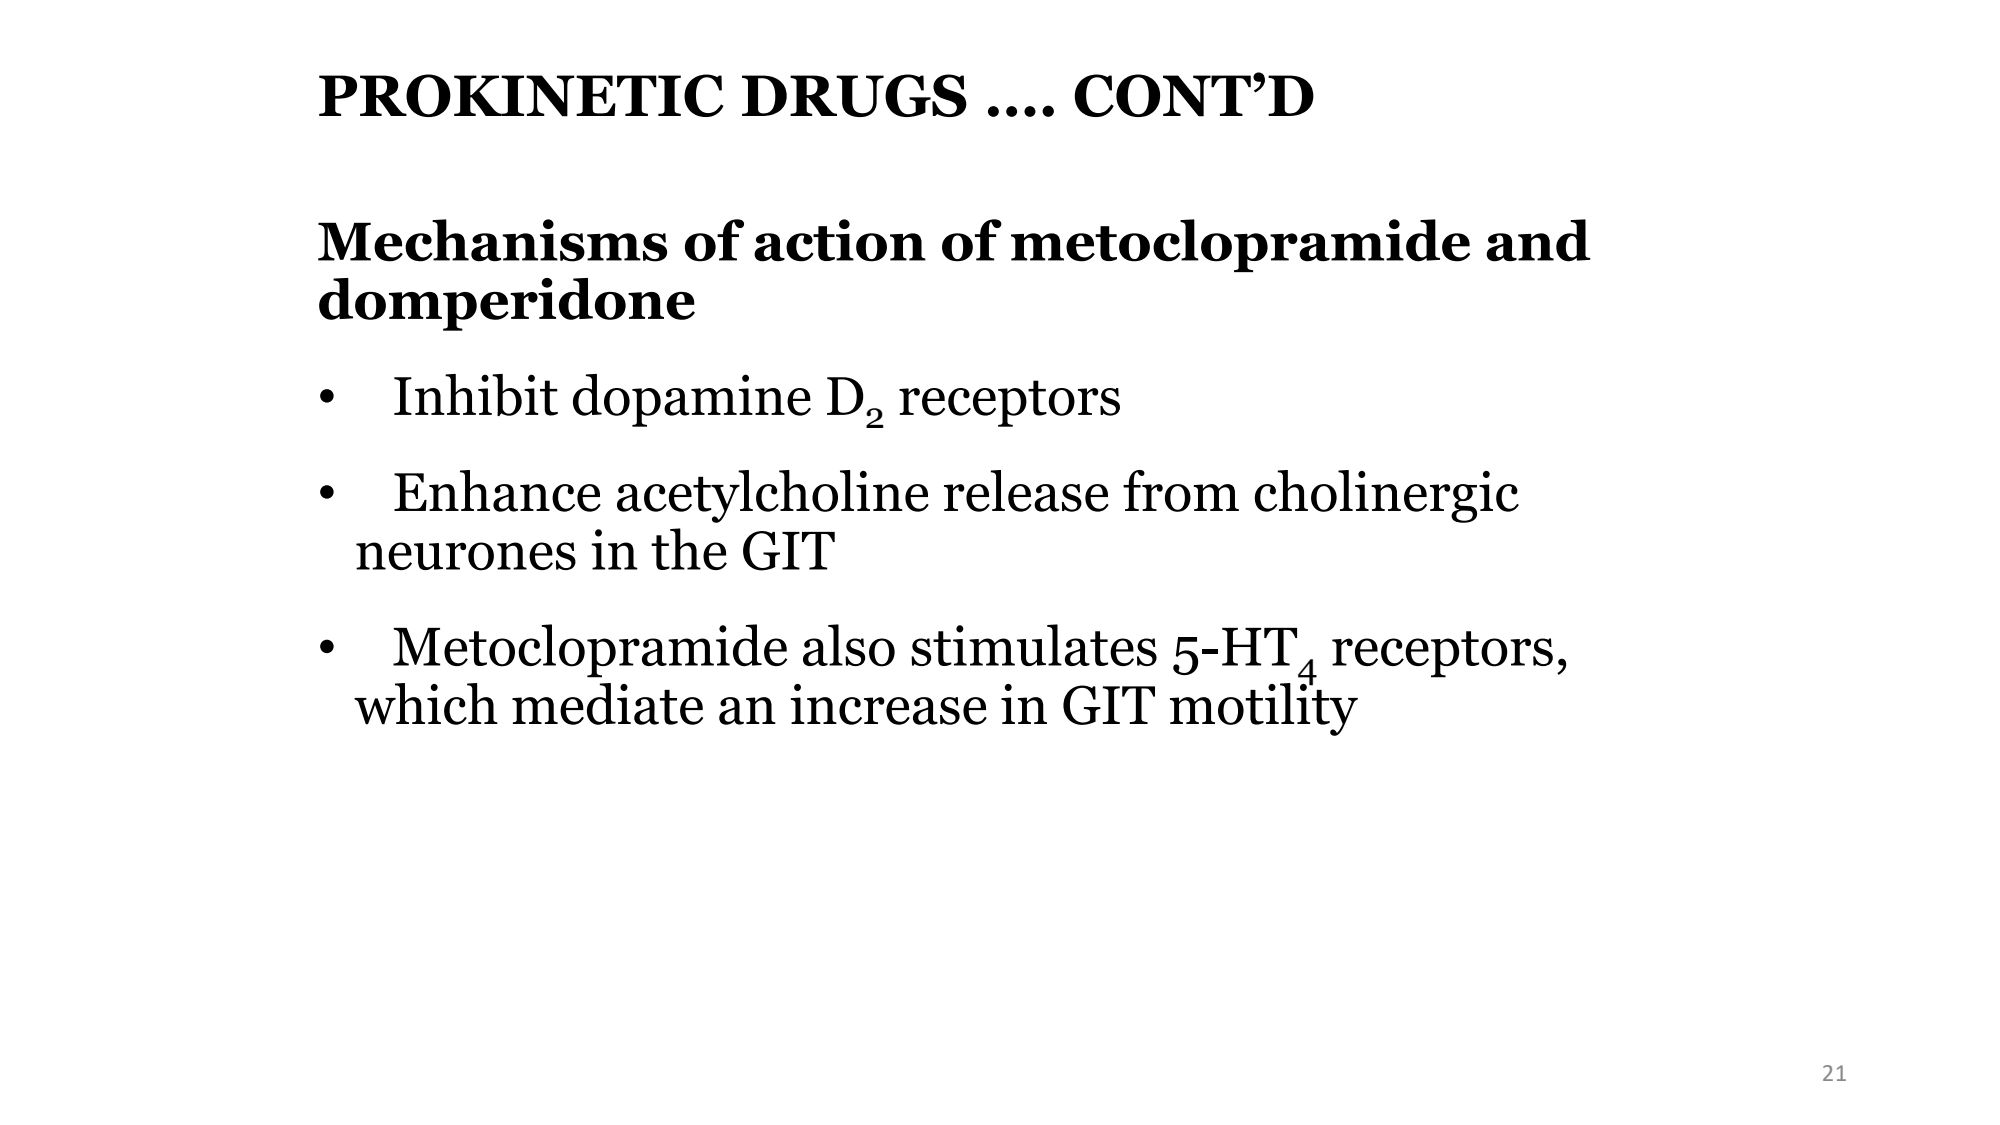 PROKINETIC DRUGS .... CONT’D
Mechanisms of action of metoclopramide and
domperidone
• Inhibit dopamine D₂ receptors
• Enhance acetylcholine release from cholinergic
neurones in the GIT
• Metoclopramide also stimulates 5-HT₄ receptors,
which mediate an increase in GIT motility
21